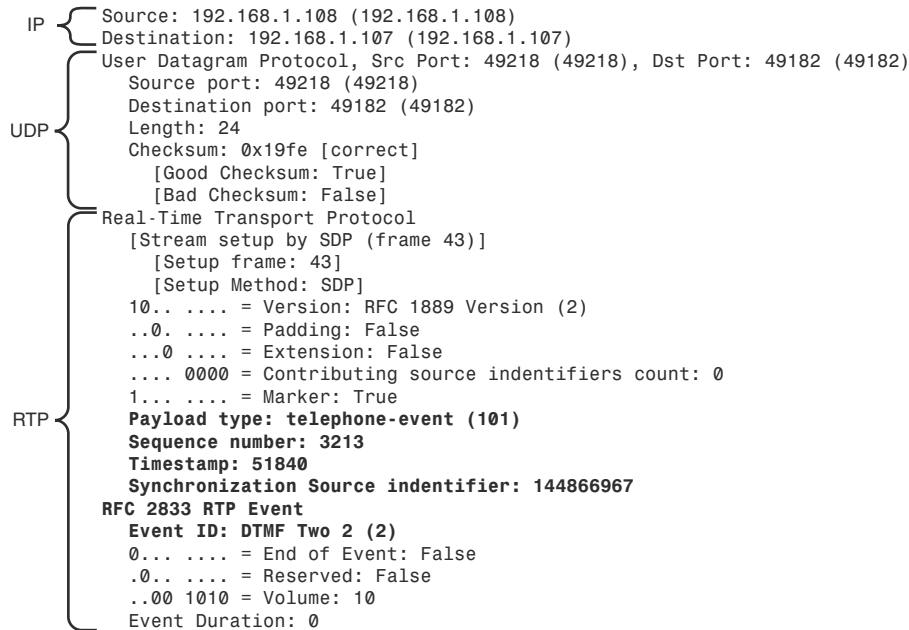 IP
Source: 192.168.1.108 (192.168.1.108)
Destination: 192.168.1.107 (192.168.1.107)
UDP
User Datagram Protocol, Src Port: 49218 (49218), Dst Port: 49182 (49182)
Source port: 49218 (49218)
Destination port: 49182 (49182)
Length: 24
Checksum: 0x19fe [correct]
[Good Checksum: True]
[Bad Checksum: False]
RTP
Real-Time Transport Protocol
[Stream setup by SDP (frame 43)]
[Setup frame: 43]
[Setup Method: SDP]
10.. .... = Version: RFC 1889 Version (2)
..0. .... = Padding: False
...0 .... = Extension: False
.... 0000 = Contributing source indentifiers count: 0
1... .... = Marker: True
Payload type: telephone-event (101)
Sequence number: 3213
Timestamp: 51840
Synchronization Source indentifier: 144866967
RFC 2833 RTP Event
Event ID: DTMF Two 2 (2)
0... .... = End of Event: False
.0.. .... = Reserved: False
..00 1010 = Volume: 10
Event Duration: 0